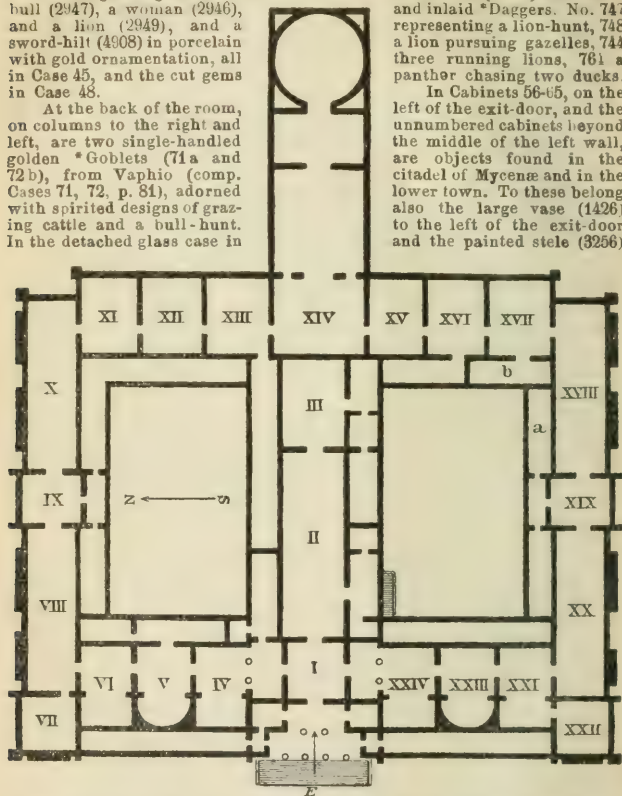 bull (2947), a woman (2946),
and a lion (2949), and a
sword-hilt (4908) in porcelain
with gold ornamentation, all
in Case 45, and the cut gems
in Case 48.
At the back of the room,
on columns to the right and
left, are two single-handled
golden *Goblets (71a and
72b), from Vaphio (comp.
Cases 71, 72, p. 81), adorned
with spirited designs of graz-
ing cattle and a bull-hunt.
In the detached glass case in
and inlaid *Daggers. No. 747
representing a lion-hunt, 748
a lion pursuing gazelles, 744
three running lions, 761 a
panther chasing two ducks.
In Cabinets 56-65, on the
left of the exit-door, and the
unnumbered cabinets beyond
the middle of the left wall,
are objects found in the
citadel of Mycenæ and in the
lower town. To these belong
also the large vase (1426)
to the left of the exit-door
and the painted stele (3256)
XI XII XIII XIV XV XVI XVII
b
X III XVIII
a
IX N S XIX
II
VIII XX
I
VI V IV XXIV XXIII XXI
VII XXII
E